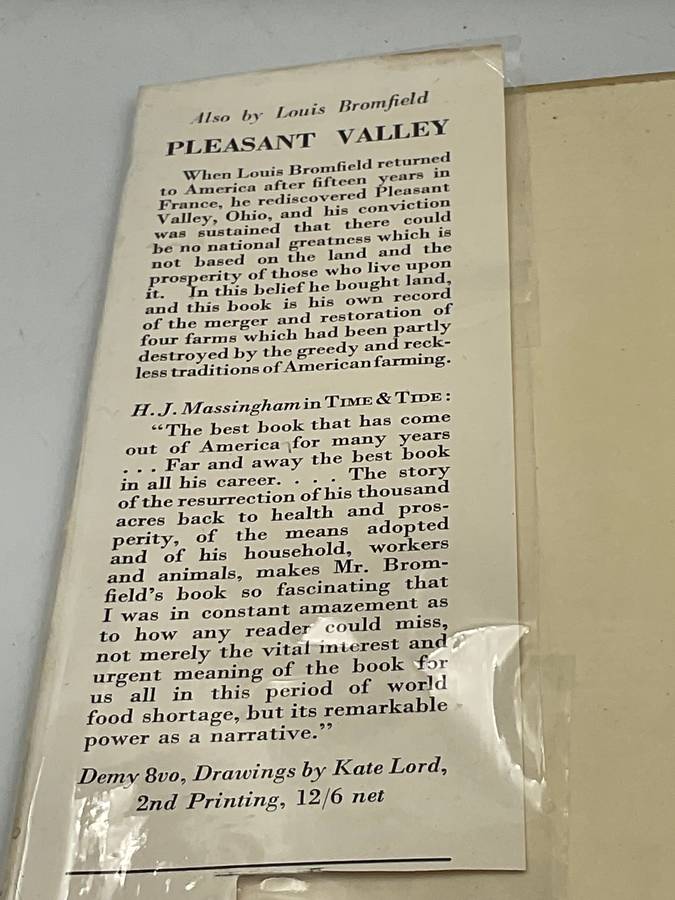 Also by Louis Bromfield
PLEASANT VALLEY
When Louis Bromfield returned
to America after fifteen years in
France, he rediscovered Pleasant
Valley, Ohio, and his conviction
was sustained that there could
be no national greatness which is
not based on the land and the
prosperity of those who live upon
it. In this belief he bought land,
and this book is his own record
of the merger and restoration of
four farms which had been partly
destroyed by the greedy and reck-
less traditions of American farming.
H. J. Massingham in TIME & TIDE:
“The best book that has come
out of America for many years
. . . Far and away the best book
in all his career. . . . The story
of the resurrection of his thousand
acres back to health and pros-
perity, of the means adopted
and of his household, workers
and animals, makes Mr. Brom-
field’s book so fascinating that
I was in constant amazement as
to how any reader could miss,
not merely the vital interest and
urgent meaning of the book for
us all in this period of world
food shortage, but its remarkable
power as a narrative.”
Demy 8vo, Drawings by Kate Lord,
2nd Printing, 12/6 net